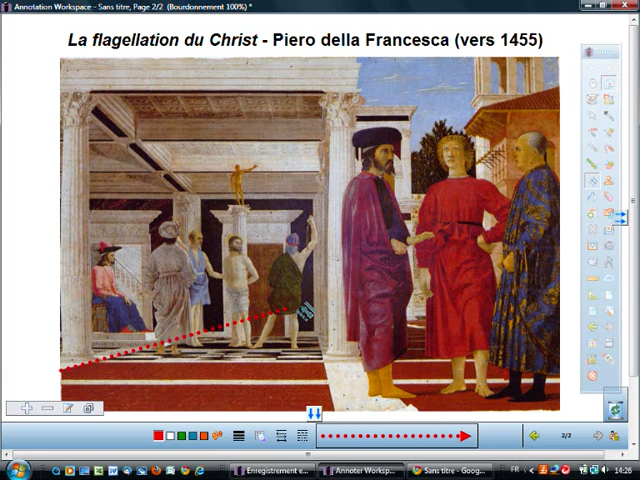 Annotation Workspace - Sans titre, Page 2/2 (Bourdonnement 100%) *
La flagellation du Christ - Piero della Francesca (vers 1455)
2/2
Enregistrement e...
Annoter Worksp...
Sans titre - Goog...
FR
14:26